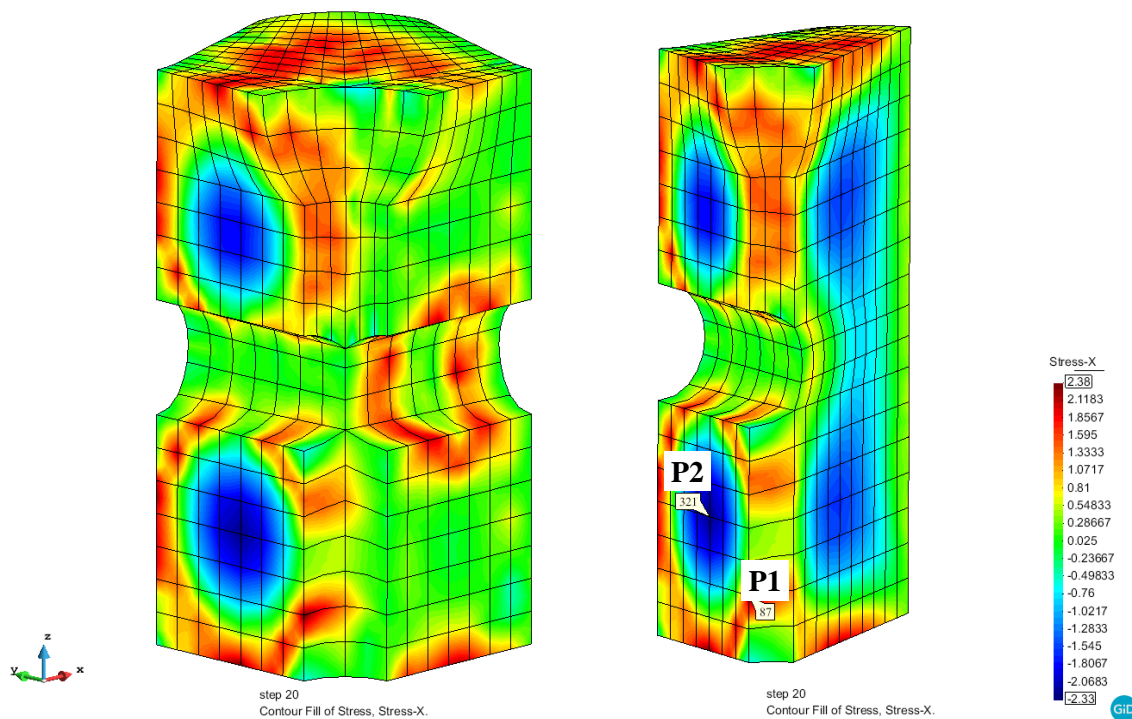 P2
321
P1
87
z
y
x
step 20
Contour Fill of Stress, Stress-X.
step 20
Contour Fill of Stress, Stress-X.
Stress-X
2.38
2.1183
1.8567
1.595
1.3333
1.0717
0.81
0.54833
0.28667
0.025
-0.23667
-0.49833
-0.76
-1.0217
-1.2833
-1.545
-1.8067
-2.0683
-2.33
GiD